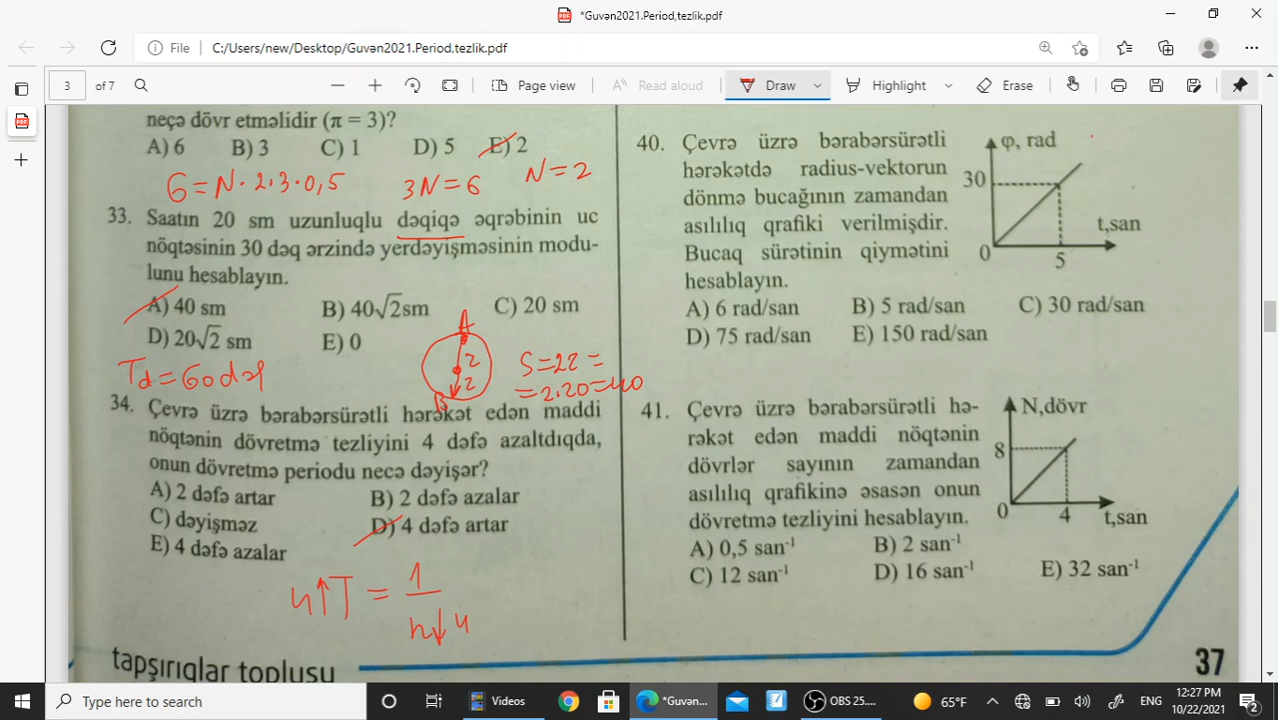 *Guvən2021.Period,tezlik.pdf
File
C:/Users/new/Desktop/Guvən2021.Period,tezlik.pdf
3
of 7
Page view
Read aloud
Draw
Highlight
Erase
neçə dövr etməlidir (π = 3)?
A) 6 B) 3 C) 1 D) 5 E) 2
6=N·2·3·0,5 3N=6 N=2
33. Saatın 20 sm uzunluqlu dəqiqə əqrəbinin uc
nöqtəsinin 30 dəq ərzində yerdəyişməsinin modu-
lunu hesablayın.
A) 40 sm B) 40√2sm C) 20 sm
D) 20√2 sm E) 0
A
2
2
B
S=22=
=2·20=40
Td=60dəq
34. Çevrə üzrə bərabərsürətli hərəkət edən maddi
nöqtənin dövretmə tezliyini 4 dəfə azaltdıqda,
onun dövretmə periodu necə dəyişər?
A) 2 dəfə artar B) 2 dəfə azalar
C) dəyişməz D) 4 dəfə artar
E) 4 dəfə azalar
4↑T = 1
n↓4
tapşırıqlar toplusu
40. Çevrə üzrə bərabərsürətli
hərəkətdə radius-vektorun
dönmə bucağının zamandan
asılılıq qrafiki verilmişdir.
Bucaq sürətinin qiymətini
hesablayın.
φ, rad
30
t,san
0
5
A) 6 rad/san B) 5 rad/san C) 30 rad/san
D) 75 rad/san E) 150 rad/san
41. Çevrə üzrə bərabərsürətli hə-
rəkət edən maddi nöqtənin
dövrlər sayının zamandan
asılılıq qrafikinə əsasən onun
dövretmə tezliyini hesablayın.
N,dövr
8
0
4
t,san
A) 0,5 san⁻¹ B) 2 san⁻¹
C) 12 san⁻¹ D) 16 san⁻¹ E) 32 san⁻¹
37
Type here to search
Videos
*Guvən...
OBS 25....
65°F
ENG
12:27 PM
10/22/2021
2